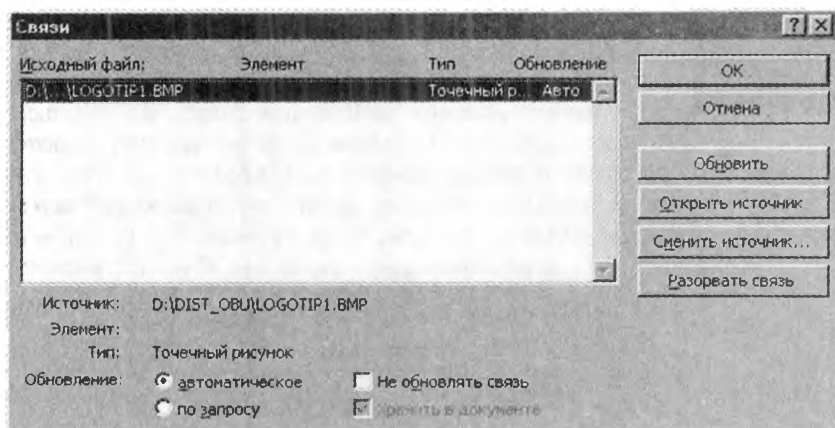 Связи
Исходный файл: Элемент Тип Обновление
D:\...\LOGOTIP1.BMP Точечный р... Авто
ОК
Отмена
Обновить
Открыть источник
Сменить источник...
Разорвать связь
Источник: D:\DIST_OBU\LOGOTIP1.BMP
Элемент:
Тип: Точечный рисунок
Обновление: автоматическое Не обновлять связь
по запросу Хранить в документе